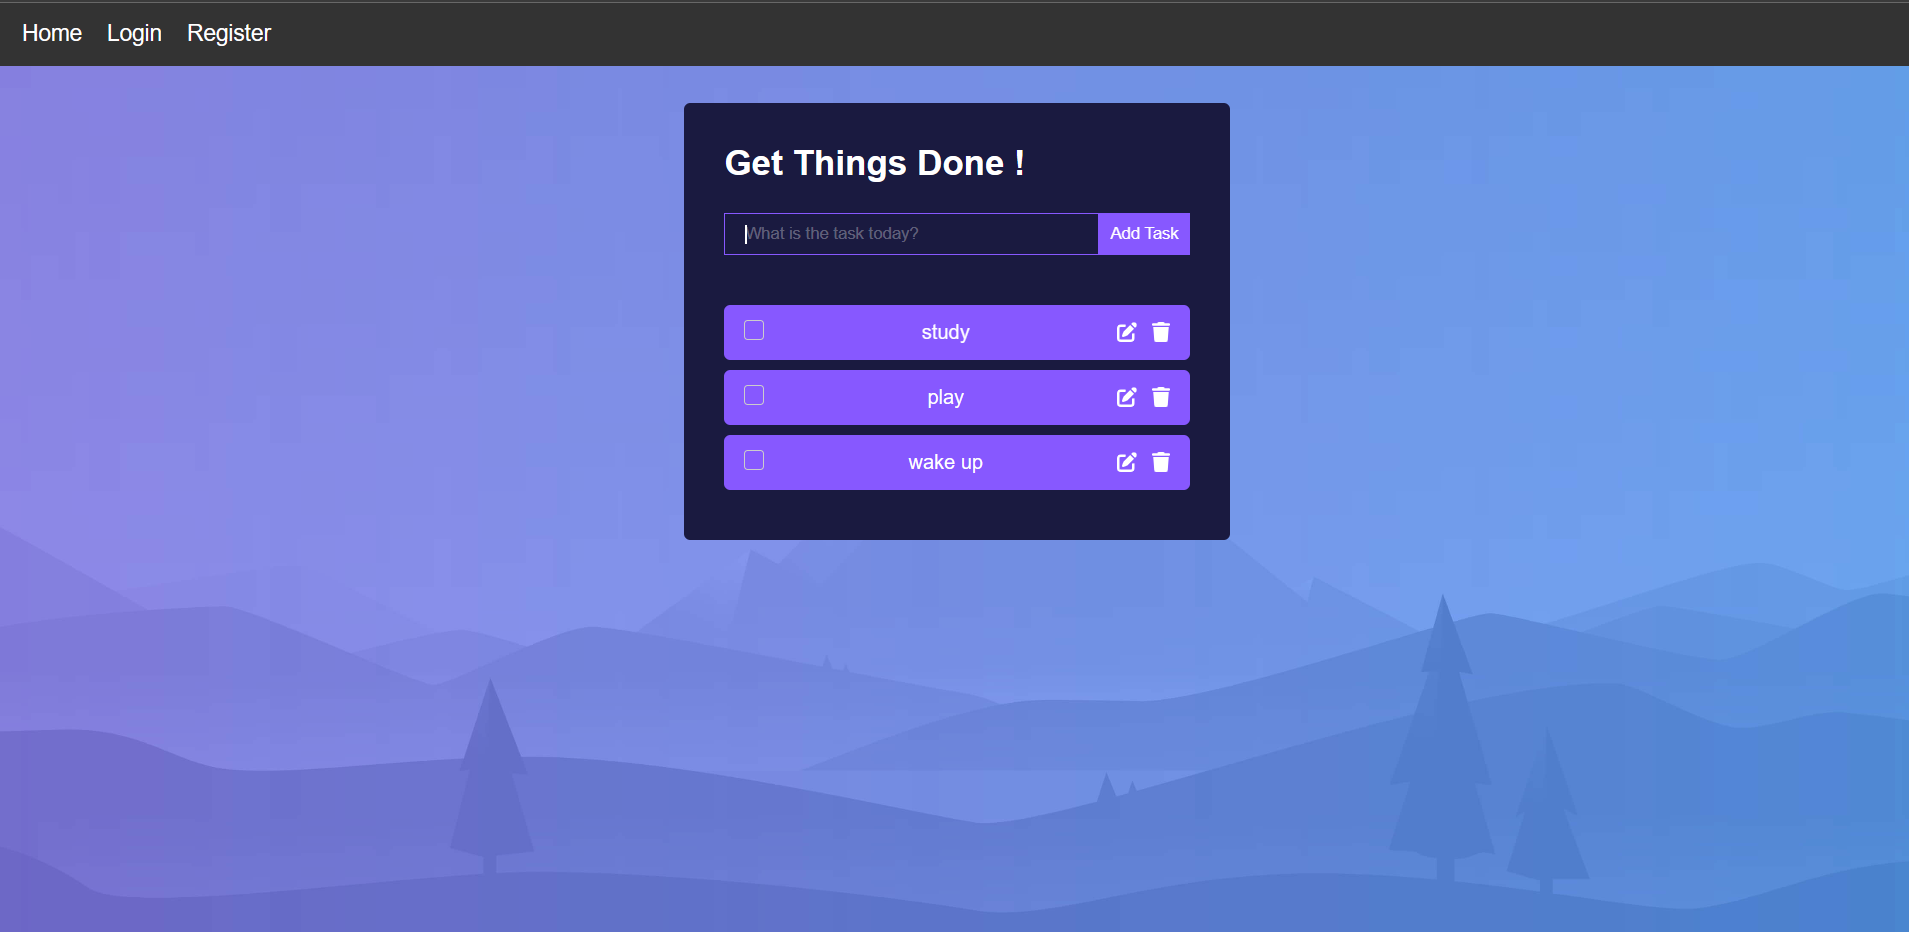 Home Login Register
Get Things Done !
What is the task today? Add Task
study
play
wake up